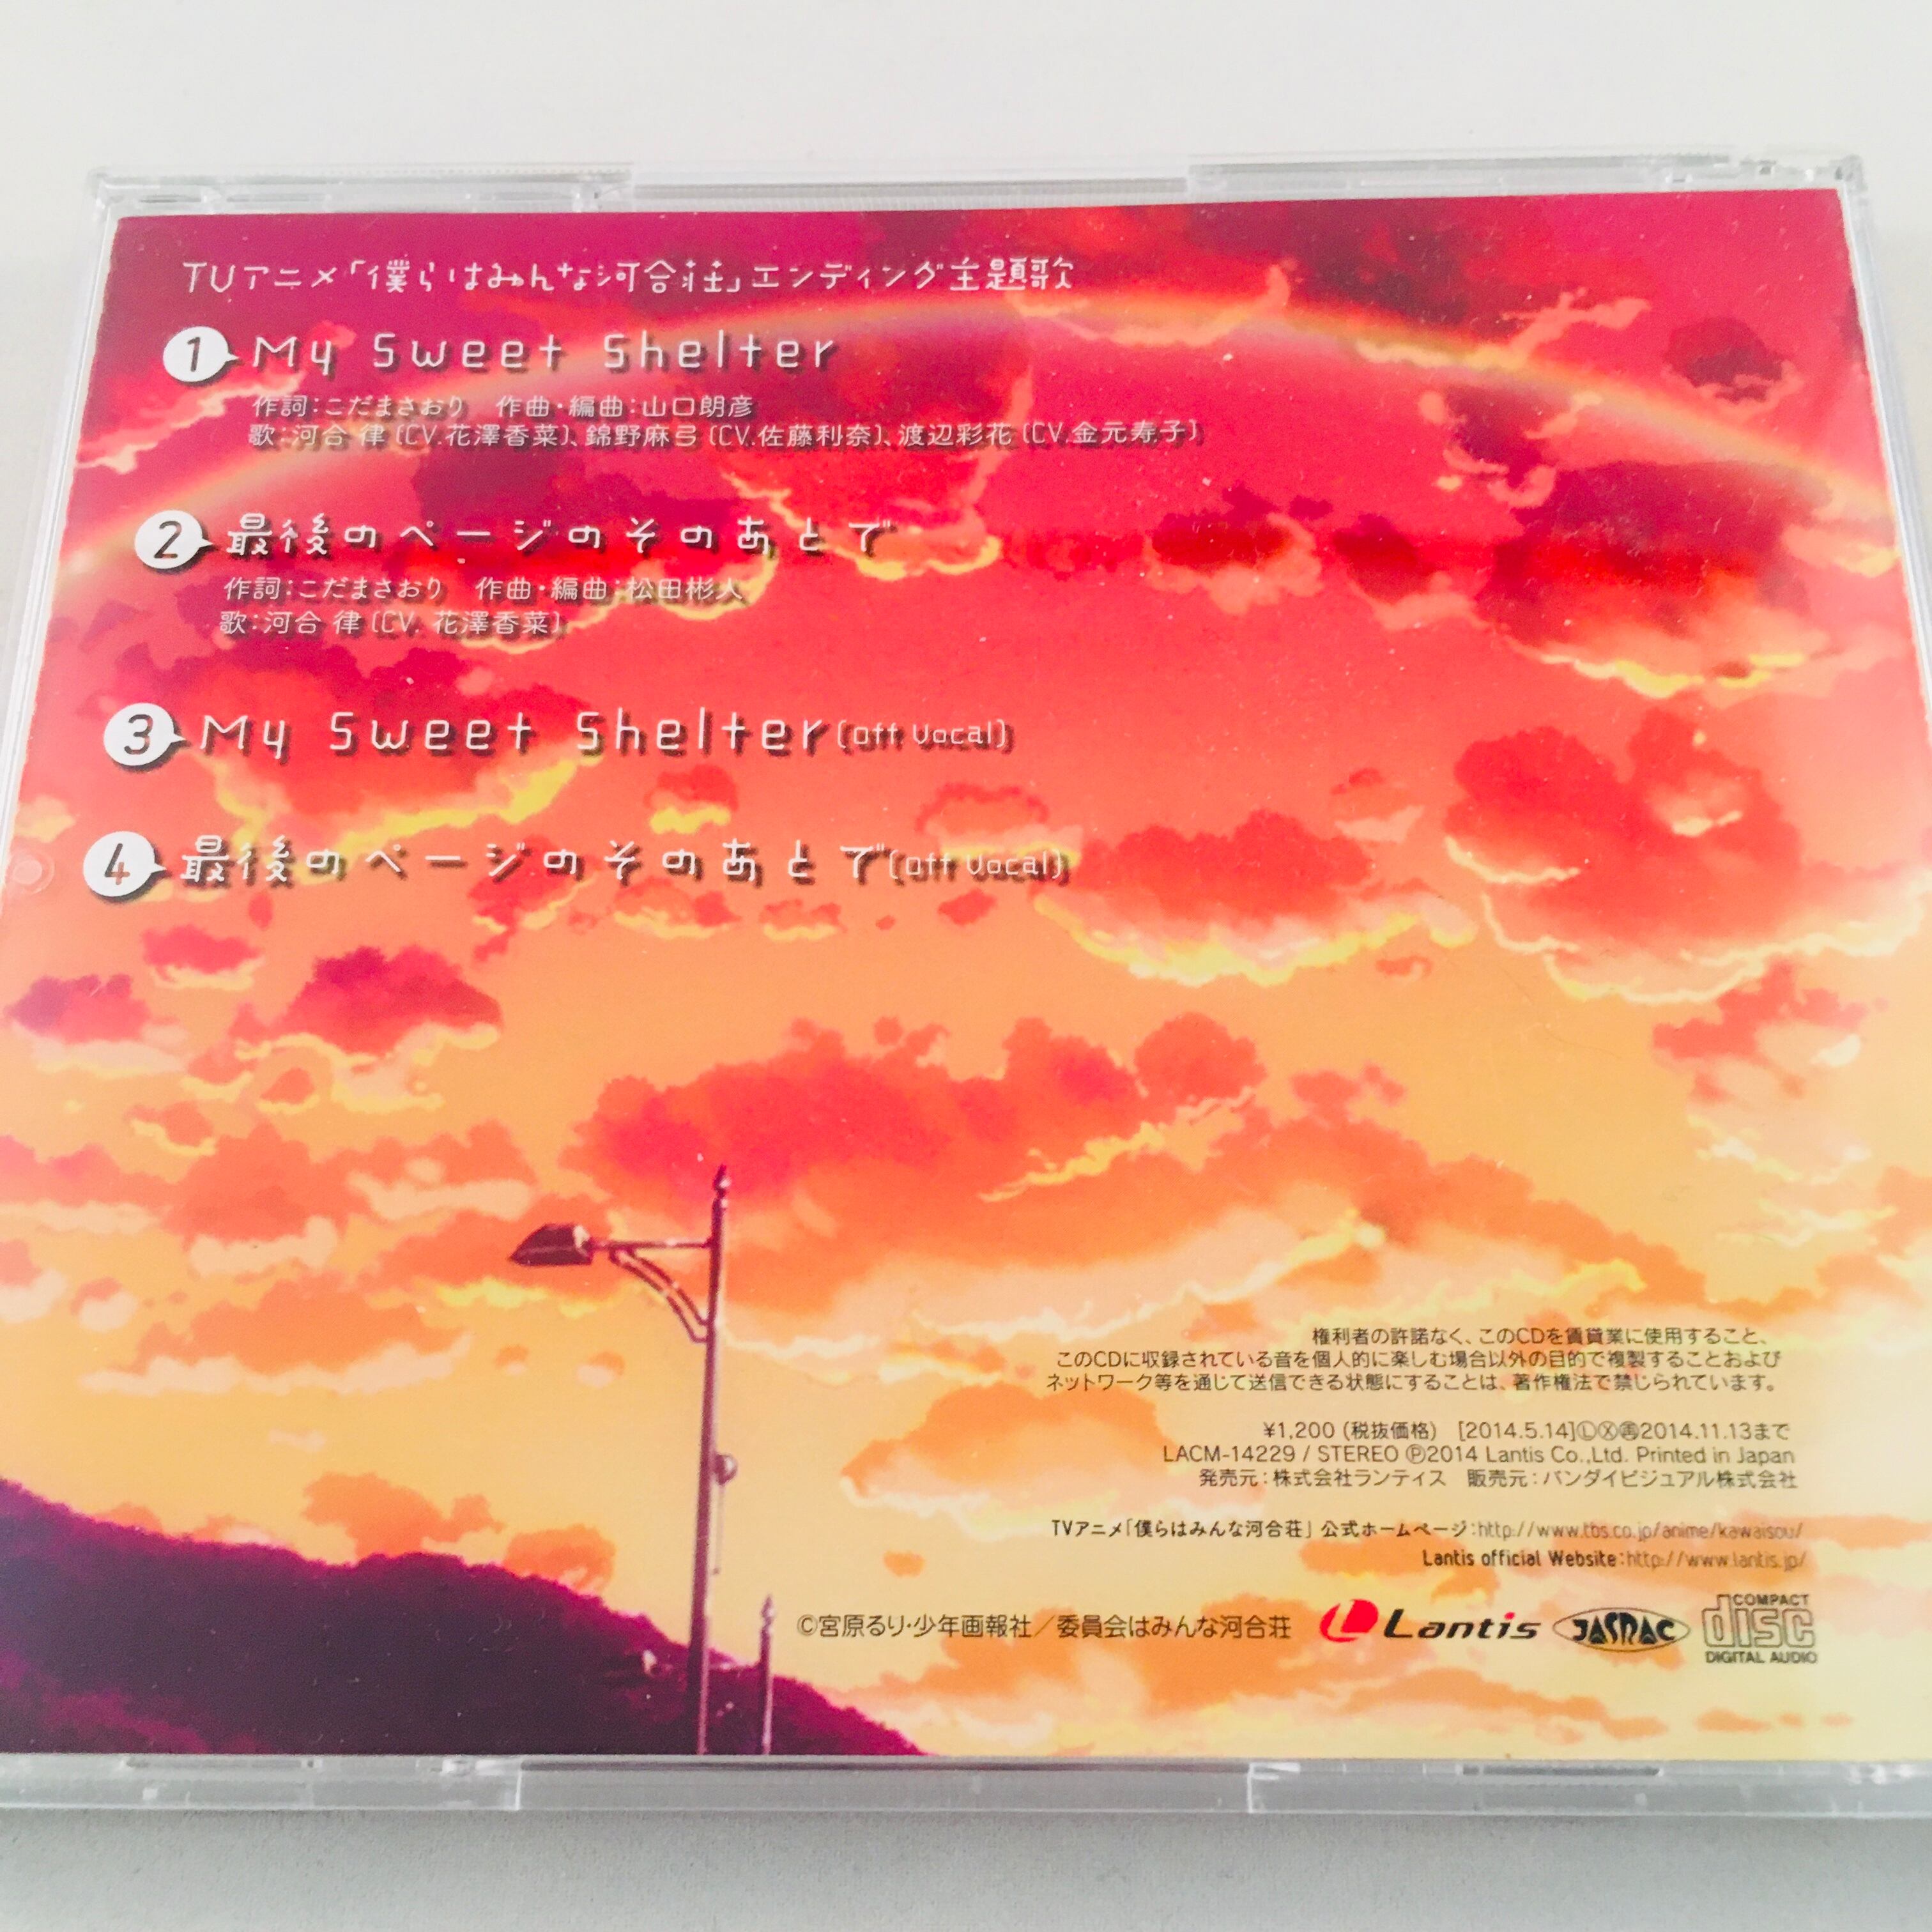 TVアニメ「僕らはみんな河合荘」エンディング主題歌
1 My Sweet Shelter
作詞:こだまさおり 作曲・編曲:山口朗彦
歌:河合 律(CV.花澤香菜)、錦野麻弓(CV.佐藤利奈)、渡辺彩花(CV.金元寿子)
2 最後のページのそのあとで
作詞:こだまさおり 作曲・編曲:松田彬人
歌:河合 律(CV. 花澤香菜)
3 My Sweet Shelter(Off Vocal)
4 最後のページのそのあとで(Off Vocal)
権利者の許諾なく、このCDを賃貸業に使用すること、
このCDに収録されている音を個人的に楽しむ場合以外の目的で複製することおよび
ネットワーク等を通じて送信できる状態にすることは、著作権法で禁じられています。
¥1,200 (税抜価格) [2014.5.14]ⓁⓍ㊢2014.11.13まで
LACM-14229 / STEREO Ⓟ2014 Lantis Co.,Ltd. Printed in Japan
発売元:株式会社ランティス 販売元:バンダイビジュアル株式会社
TVアニメ「僕らはみんな河合荘」公式ホームページ:http://www.tbs.co.jp/anime/kawaisou/
Lantis official Website:http://www.lantis.jp/
©宮原るり・少年画報社/委員会はみんな河合荘 Lantis JASRAC COMPACT disc DIGITAL AUDIO